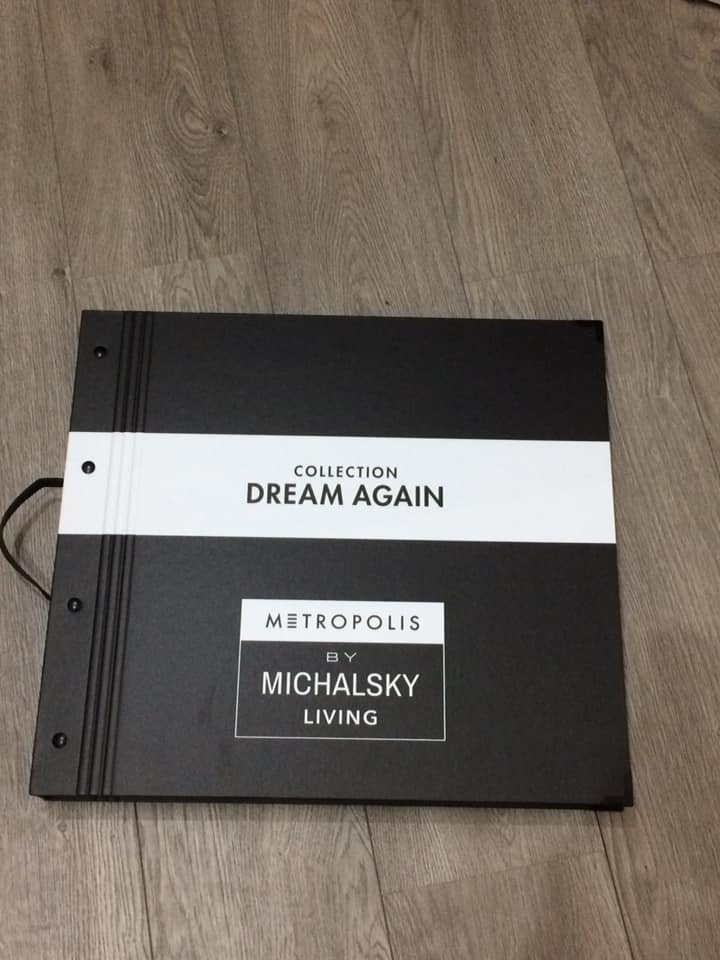 COLLECTION
DREAM AGAIN
METROPOLIS
BY
MICHALSKY
LIVING